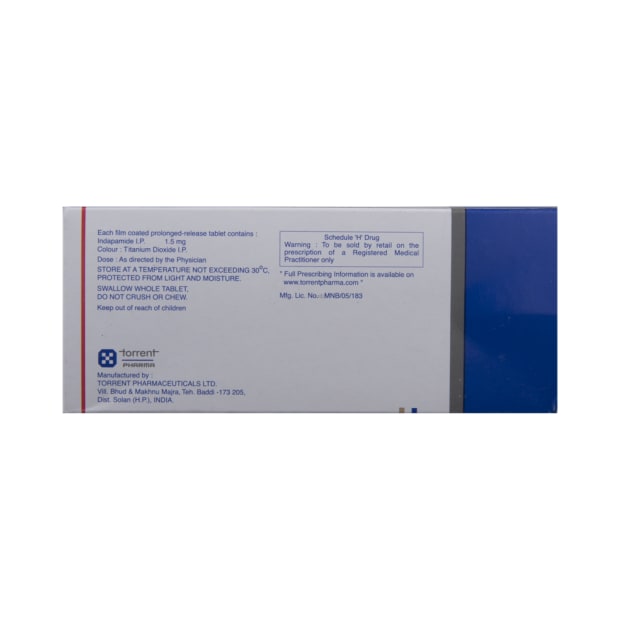 Each film coated prolonged-release tablet contains :
Indapamide I.P. 1.5 mg
Colour : Titanium Dioxide I.P.
Dose : As directed by the Physician
STORE AT A TEMPERATURE NOT EXCEEDING 30°C,
PROTECTED FROM LIGHT AND MOISTURE.
SWALLOW WHOLE TABLET,
DO NOT CRUSH OR CHEW.
Keep out of reach of children
torrent
PHARMA
Manufactured by :
TORRENT PHARMACEUTICALS LTD.
Vill. Bhud & Makhnu Majra, Teh. Baddi -173 205,
Dist. Solan (H.P.), INDIA.
Schedule 'H' Drug
Warning : To be sold by retail on the
prescription of a Registered Medical
Practitioner only
" Full Prescribing Information is available on
www.torrentpharma.com "
Mfg. Lic. No.: MNB/05/183